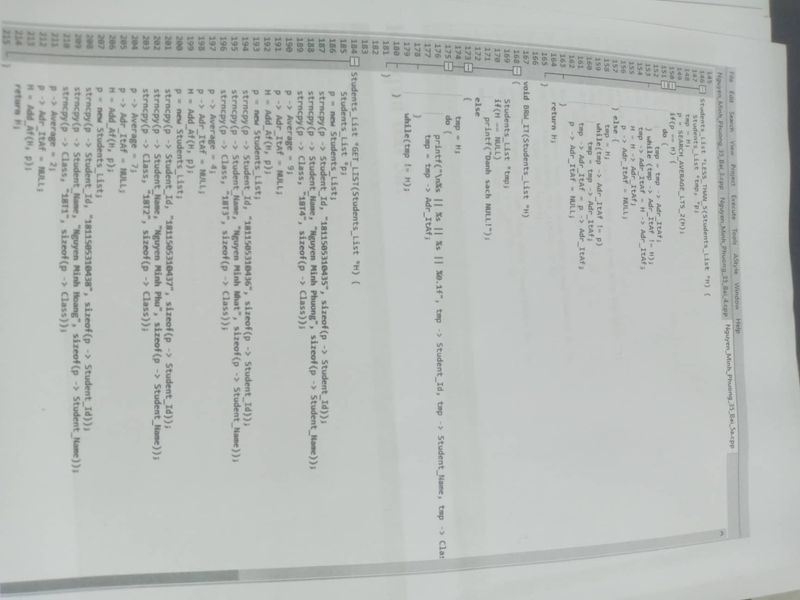 File Edit Search View Project Execute Tools AStyle Window Help
Nguyen_Minh_Phuong_35_Bai_3.cpp Nguyen_Minh_Phuong_35_Bai_4.cpp Nguyen_Minh_Phuong_35_Bai_5a.cpp
145
146 Students_List *LESS_THAN_5(Students_List *H) {
147 Students_List *tmp, *p;
148 tmp = H;
149 p = SEARCH_AVERAGE_LT5_2(H);
150 if(p == H) {
151 do {
152 tmp = tmp -> Adr_ItAf;
153 } while (tmp -> Adr_ItAf != H);
154 tmp -> Adr_ItAf = H -> Adr_ItAf;
155 H = H -> Adr_ItAf;
156 p -> Adr_ItAf = NULL;
157 } else {
158 tmp = H;
159 while(tmp -> Adr_ItAf != p)
160 tmp = tmp -> Adr_ItAf;
161 tmp -> Adr_ItAf = p -> Adr_ItAf;
162 p -> Adr_ItAf = NULL;
163 }
164 return H;
165 }
166
167 void BROW_IT(Students_List *H)
168 {
169 Students_List *tmp;
170 if(H == NULL)
171 printf("Danh sach NULL!");
172 else
173 {
174 tmp = H;
175 do {
176 printf("\n%s || %s || %s || %0.1f", tmp -> Student_Id, tmp -> Student_Name, tmp -> Clas
177 tmp = tmp -> Adr_ItAf;
178 }
179 while(tmp != H);
180 }
181 }
182
183
184 Students_List *GET_LIST(Students_List *H) {
185 Students_List *p;
186 p = new Students_List;
187 strncpy(p -> Student_Id, "1811505310435", sizeof(p -> Student_Id));
188 strncpy(p -> Student_Name, "Nguyen Minh Phuong", sizeof(p -> Student_Name));
189 strncpy(p -> Class, "18T4", sizeof(p -> Class));
190 p -> Average = 9;
191 p -> Adr_ItAf = NULL;
192 H = Add_Af(H, p);
193 p = new Students_List;
194 strncpy(p -> Student_Id, "1811505310436", sizeof(p -> Student_Id));
195 strncpy(p -> Student_Name, "Nguyen Minh Nhat", sizeof(p -> Student_Name));
196 strncpy(p -> Class, "18T3", sizeof(p -> Class));
197 p -> Average = 4;
198 p -> Adr_ItAf = NULL;
199 H = Add_Af(H, p);
200 p = new Students_List;
201 strncpy(p -> Student_Id, "1811505310437", sizeof(p -> Student_Id));
202 strncpy(p -> Student_Name, "Nguyen Minh Phu", sizeof(p -> Student_Name));
203 strncpy(p -> Class, "18T2", sizeof(p -> Class));
204 p -> Average = 7;
205 p -> Adr_ItAf = NULL;
206 H = Add_Af(H, p);
207 p = new Students_List;
208 strncpy(p -> Student_Id, "1811505310438", sizeof(p -> Student_Id));
209 strncpy(p -> Student_Name, "Nguyen Minh Hoang", sizeof(p -> Student_Name));
210 strncpy(p -> Class, "18T1", sizeof(p -> Class));
211 p -> Average = 2;
212 p -> Adr_ItAf = NULL;
213 H = Add_Af(H, p);
214 return H;
215 }